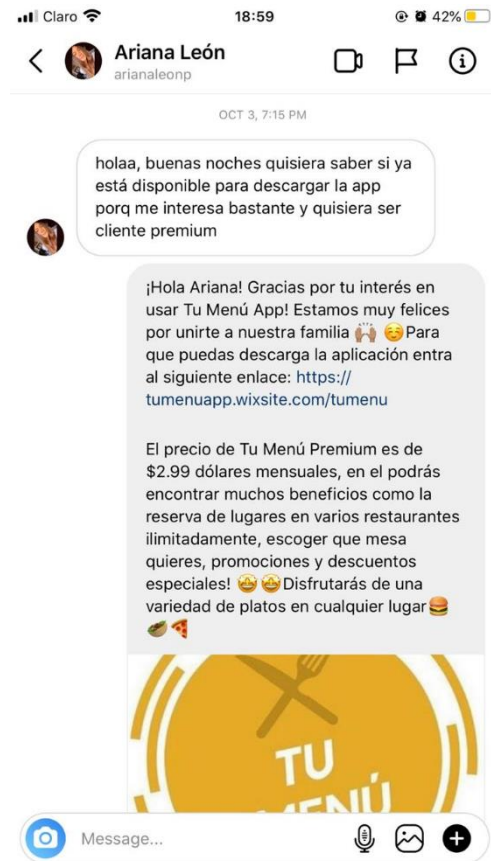 Claro 18:59 42%
Ariana León
arianaleonp
OCT 3, 7:15 PM
holaa, buenas noches quisiera saber si ya
está disponible para descargar la app
porq me interesa bastante y quisiera ser
cliente premium
¡Hola Ariana! Gracias por tu interés en
usar Tu Menú App! Estamos muy felices
por unirte a nuestra familia 🙌🏽 ☺️Para
que puedas descarga la aplicación entra
al siguiente enlace: https://
tumenuapp.wixsite.com/tumenu
El precio de Tu Menú Premium es de
$2.99 dólares mensuales, en el podrás
encontrar muchos beneficios como la
reserva de lugares en varios restaurantes
ilimitadamente, escoger que mesa
quieres, promociones y descuentos
especiales! 🤩🤩Disfrutarás de una
variedad de platos en cualquier lugar🍔
🥙🍕
TU
MENÚ
Message...